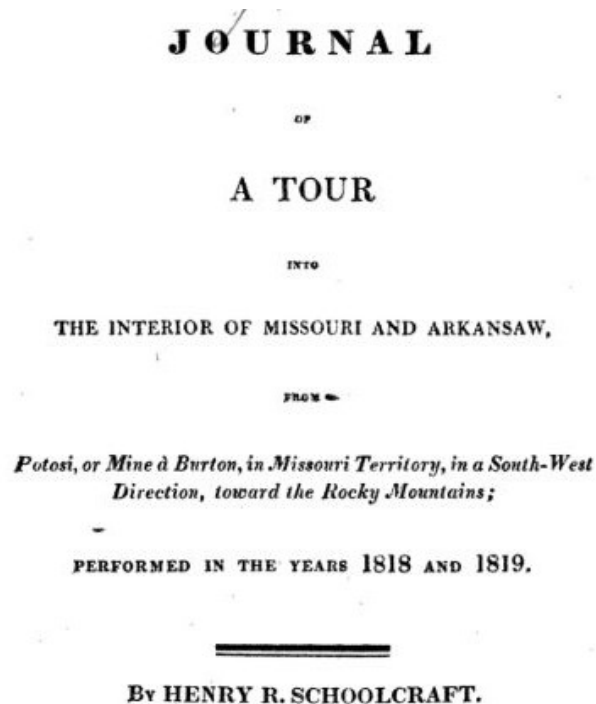 JOURNAL
OF
A TOUR
INTO
THE INTERIOR OF MISSOURI AND ARKANSAW,
FROM
Potosi, or Mine à Burton, in Missouri Territory, in a South-West
Direction, toward the Rocky Mountains;
PERFORMED IN THE YEARS 1818 AND 1819.
By HENRY R. SCHOOLCRAFT.